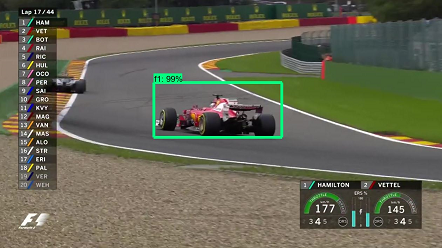 Lap 17/44
1 HAM
2 VET
3 BOT
4 RAI
5 RIC
6 HUL
7 OCO
8 PER
9 SAI
10 GRO
11 KVY
12 MAG
13 VAN
14 MAS
15 ALO
16 STR
17 ERI
18 PAL
19 VER
20 WEH
f1: 99%
ROLEX
F1
1 HAMILTON
2 VETTEL
ERS %
177
145
3 4 5
3 4 5